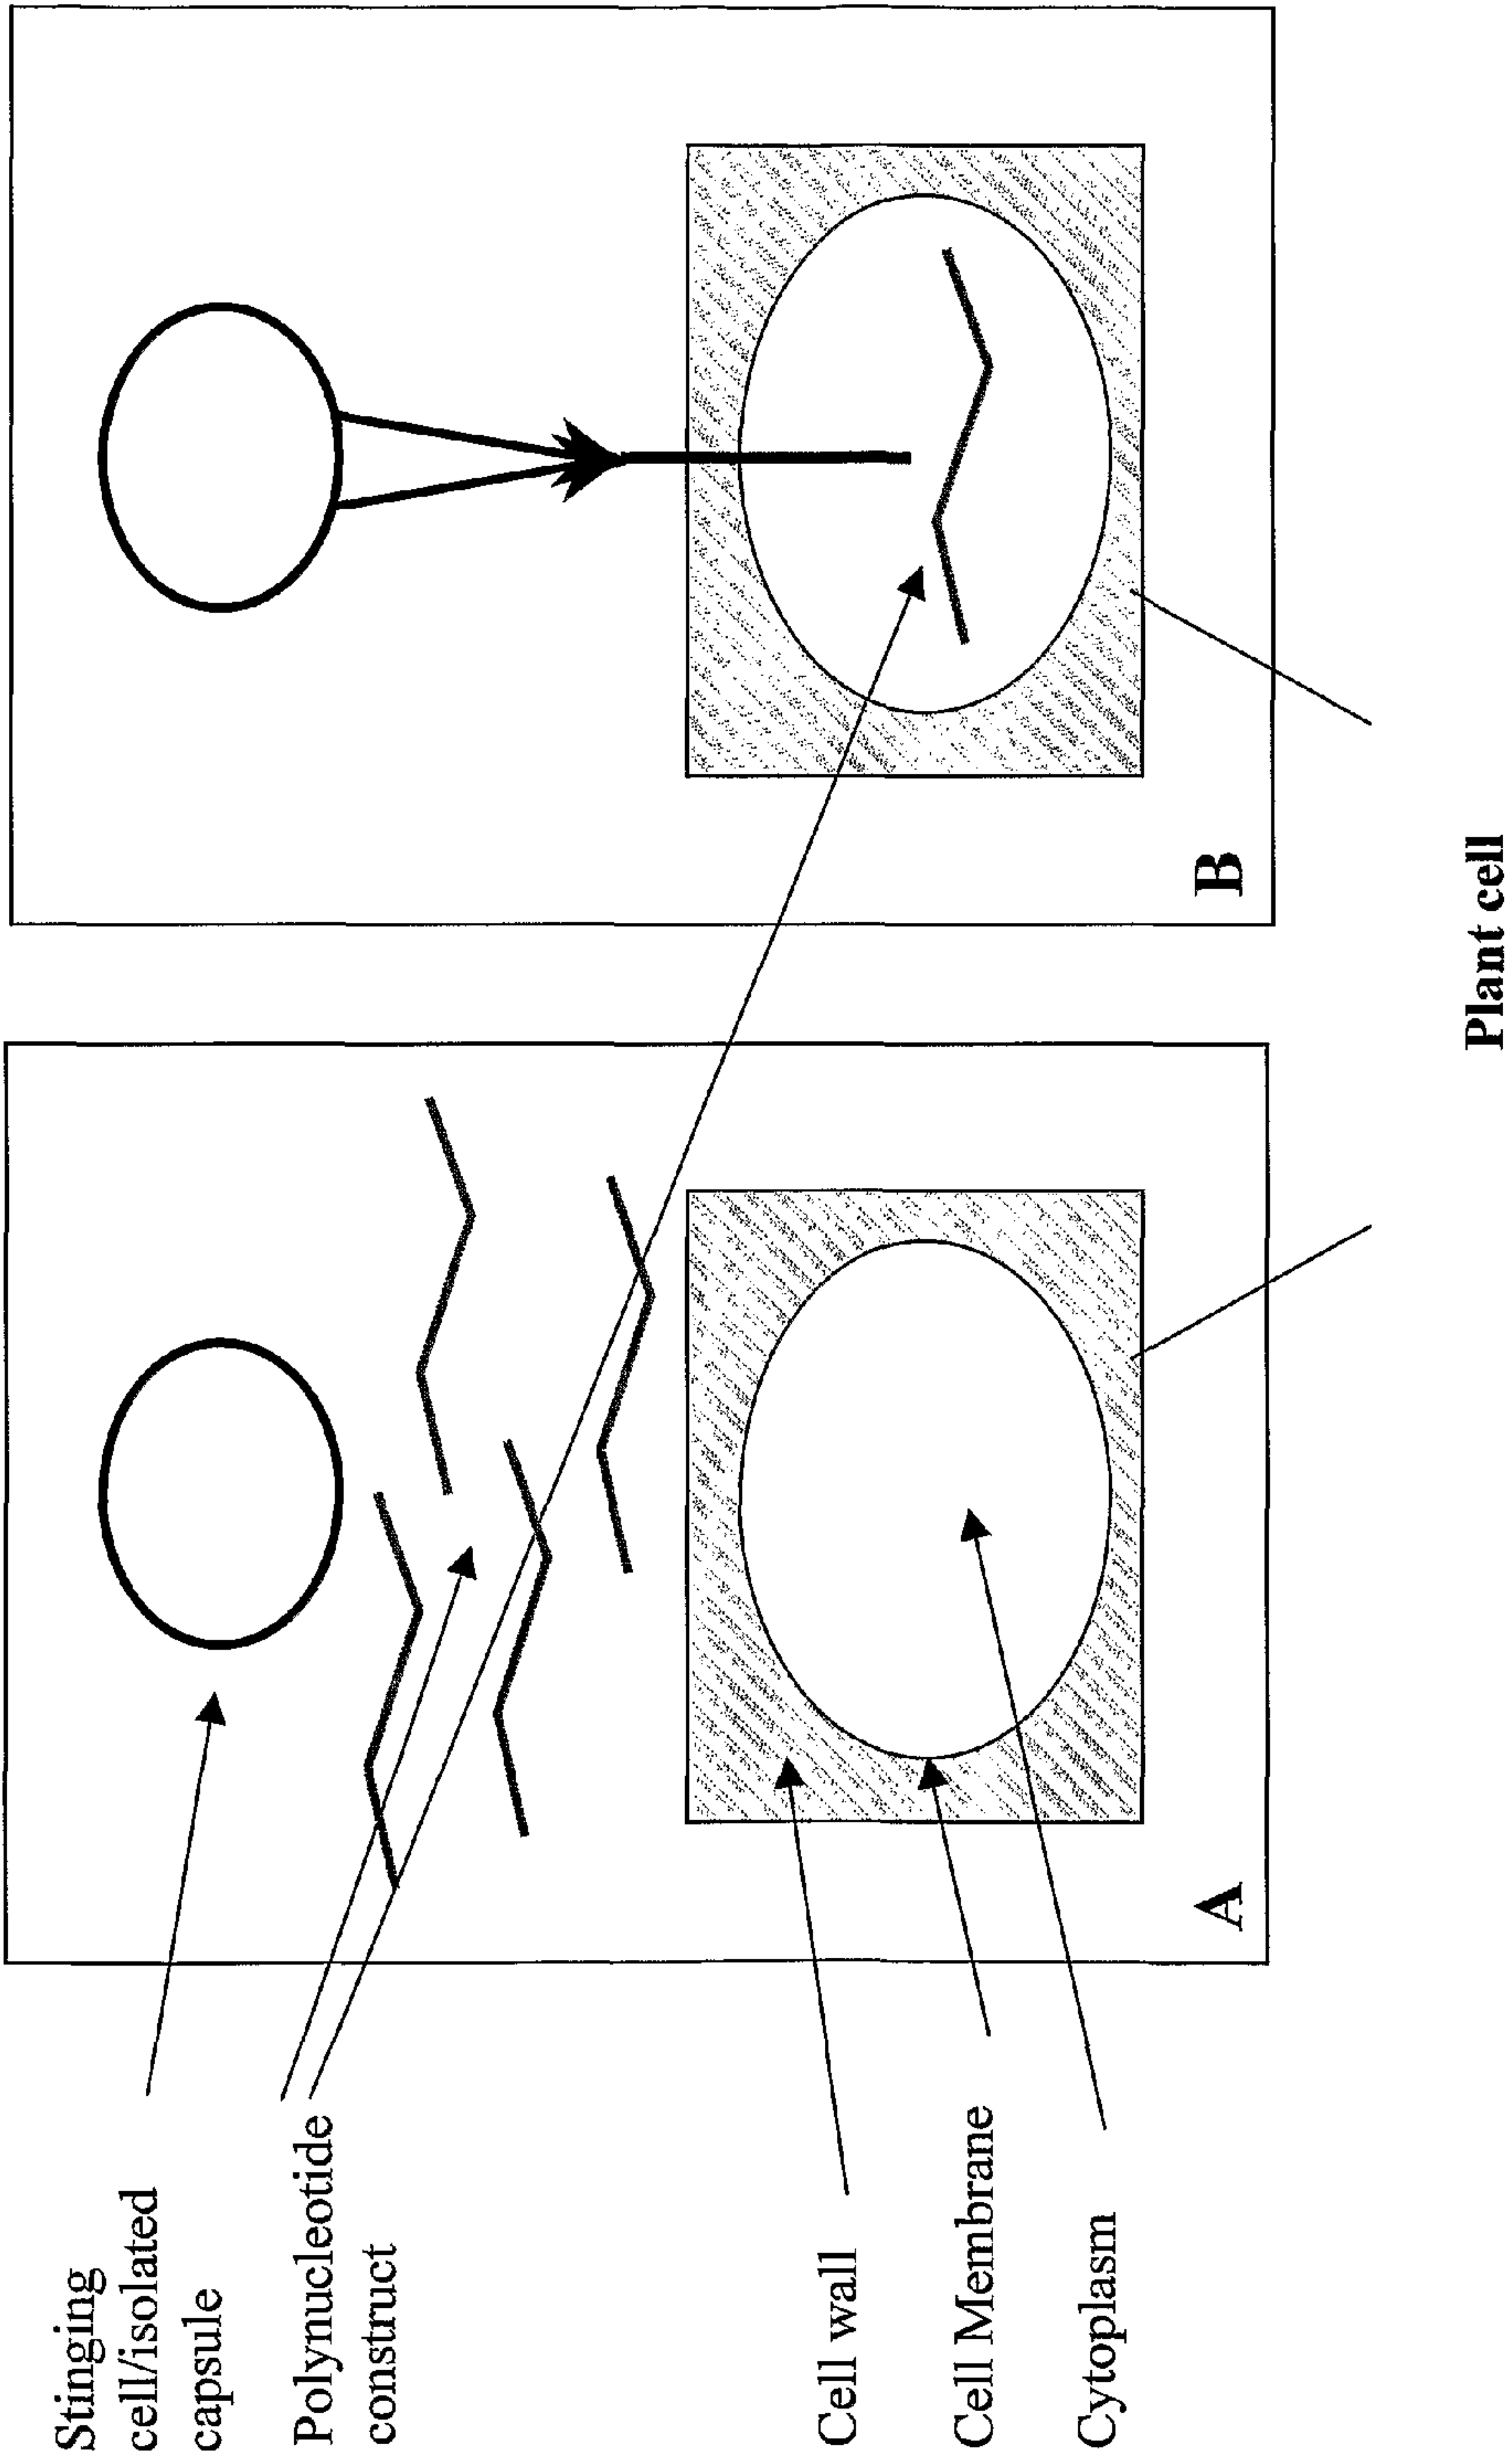 Stinging
cell/isolated
capsule
Polynucleotide
construct
Cell wall
Cell Membrane
Cytoplasm
A
B
Plant cell